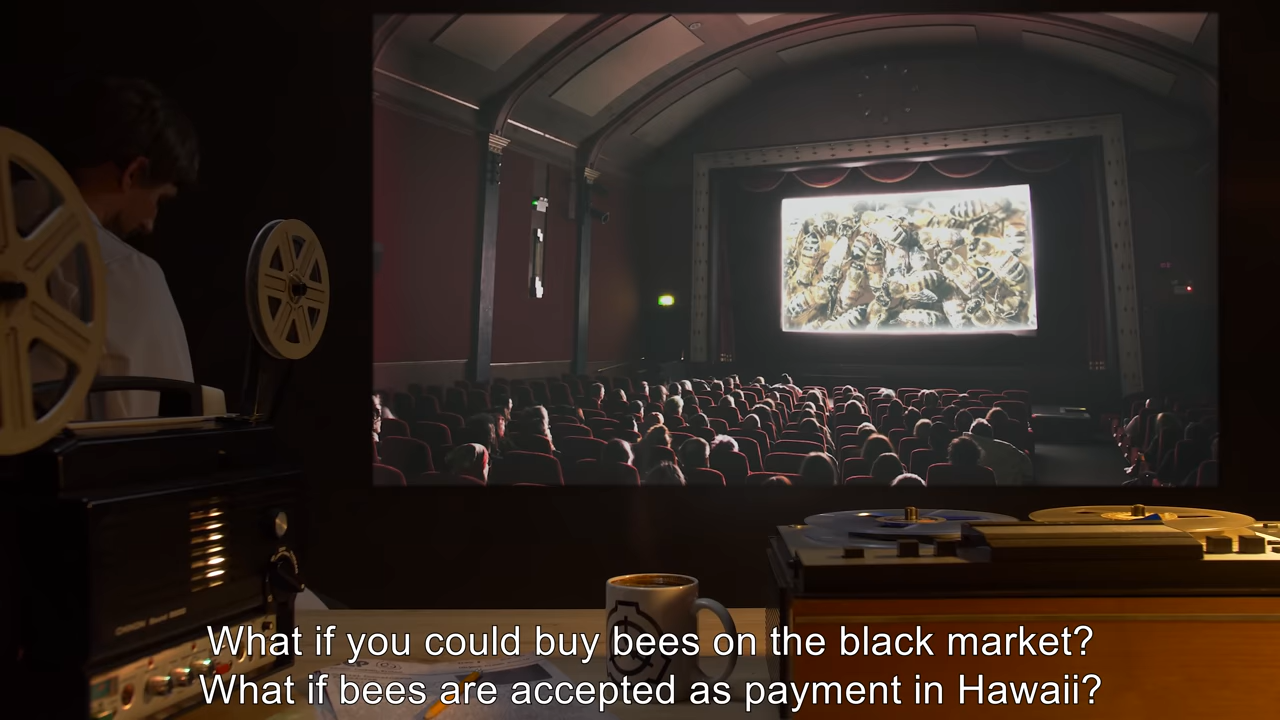 What if you could buy bees on the black market?
What if bees are accepted as payment in Hawaii?